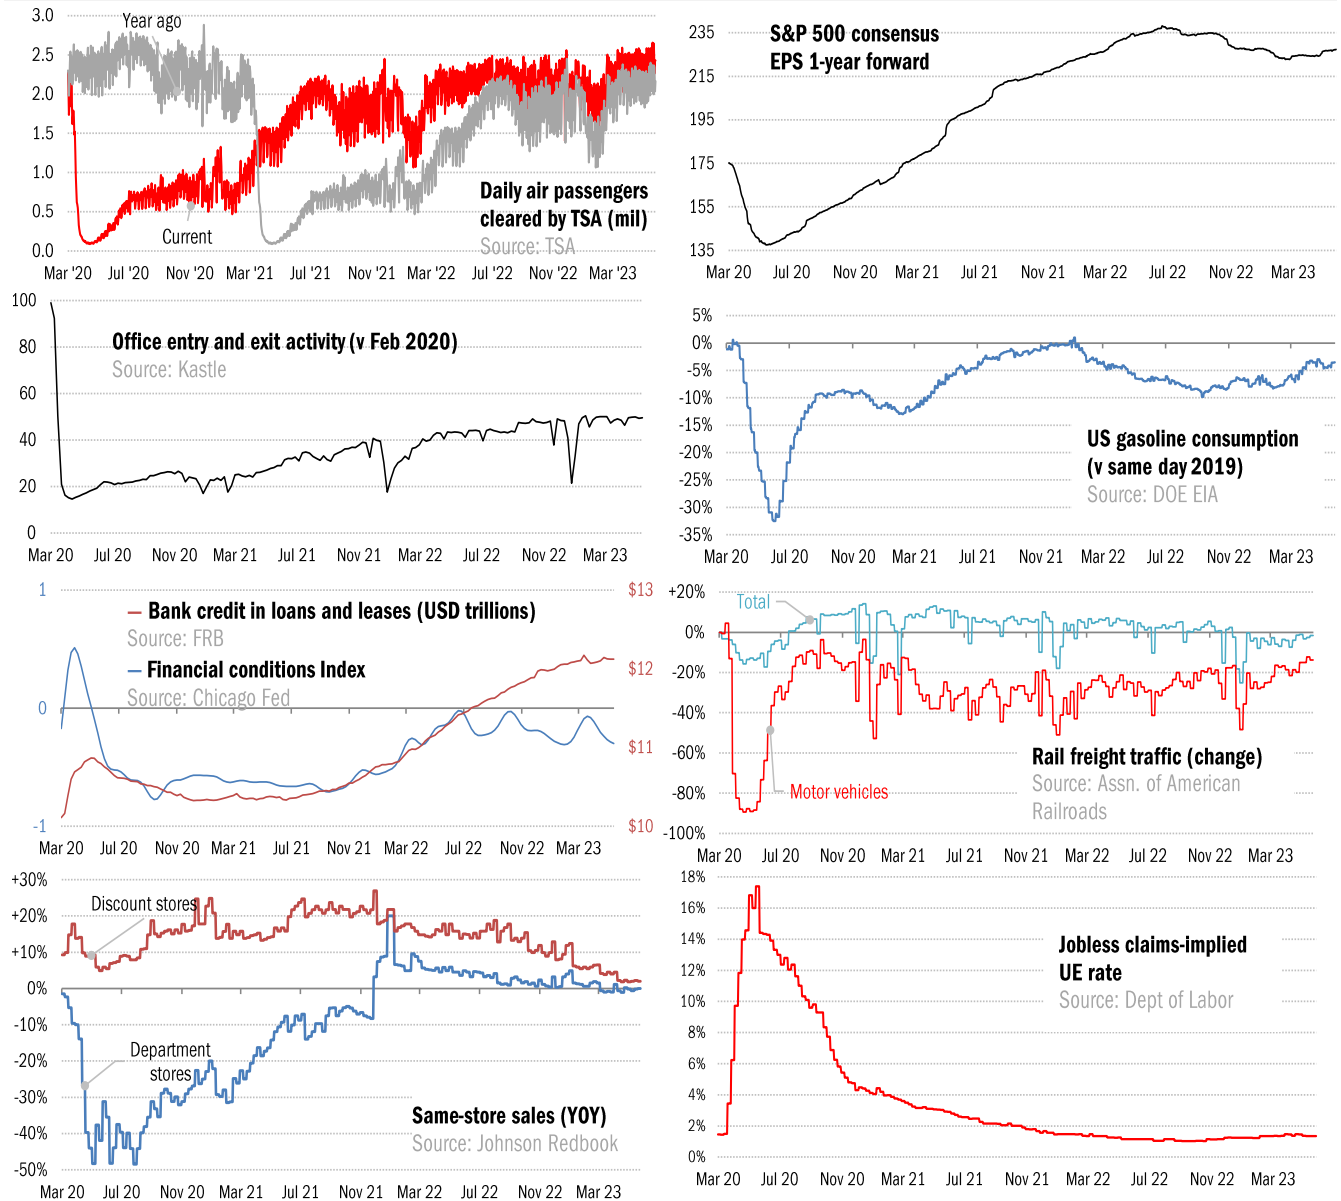 3.0
2.5
2.0
1.5
1.0
0.5
0.0
Year ago
Current
Daily air passengers
cleared by TSA (mil)
Source: TSA
Mar '20 Jul '20 Nov '20 Mar '21 Jul '21 Nov '21 Mar '22 Jul '22 Nov '22 Mar '23
235
215
195
175
155
135
S&P 500 consensus
EPS 1-year forward
Mar 20 Jul 20 Nov 20 Mar 21 Jul 21 Nov 21 Mar 22 Jul 22 Nov 22 Mar 23
100
80
60
40
20
0
Office entry and exit activity (v Feb 2020)
Source: Kastle
Mar 20 Jul 20 Nov 20 Mar 21 Jul 21 Nov 21 Mar 22 Jul 22 Nov 22 Mar 23
5%
0%
-5%
-10%
-15%
-20%
-25%
-30%
-35%
US gasoline consumption
(v same day 2019)
Source: DOE EIA
Mar 20 Jul 20 Nov 20 Mar 21 Jul 21 Nov 21 Mar 22 Jul 22 Nov 22 Mar 23
1
0
-1
Bank credit in loans and leases (USD trillions)
Source: FRB
Financial conditions Index
Source: Chicago Fed
$13
$12
$11
$10
Mar 20 Jul 20 Nov 20 Mar 21 Jul 21 Nov 21 Mar 22 Jul 22 Nov 22 Mar 23
+20%
0%
-20%
-40%
-60%
-80%
-100%
Total
Motor vehicles
Rail freight traffic (change)
Source: Assn. of American
Railroads
Mar 20 Jul 20 Nov 20 Mar 21 Jul 21 Nov 21 Mar 22 Jul 22 Nov 22 Mar 23
+30%
+20%
+10%
0%
-10%
-20%
-30%
-40%
-50%
Discount stores
Department
stores
Same-store sales (YOY)
Source: Johnson Redbook
Mar 20 Jul 20 Nov 20 Mar 21 Jul 21 Nov 21 Mar 22 Jul 22 Nov 22 Mar 23
18%
16%
14%
12%
10%
8%
6%
4%
2%
0%
Jobless claims-implied
UE rate
Source: Dept of Labor
Mar 20 Jul 20 Nov 20 Mar 21 Jul 21 Nov 21 Mar 22 Jul 22 Nov 22 Mar 23